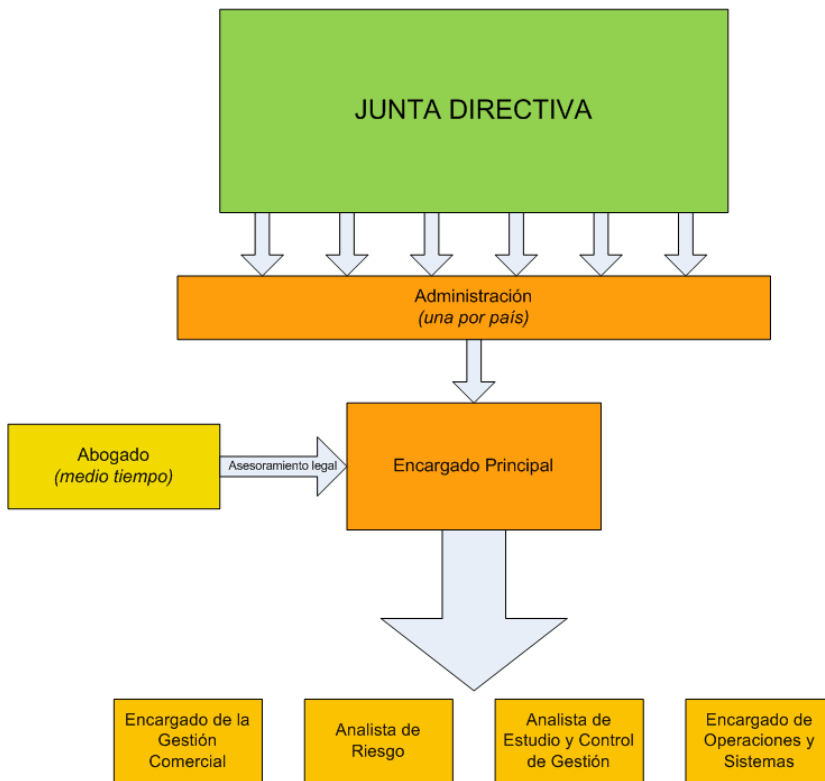 JUNTA DIRECTIVA
Administración
(una por país)
Abogado
(medio tiempo)
Asesoramiento legal
Encargado Principal
Encargado de la
Gestión
Comercial
Analista de
Riesgo
Analista de
Estudio y Control
de Gestión
Encargado de
Operaciones y
Sistemas